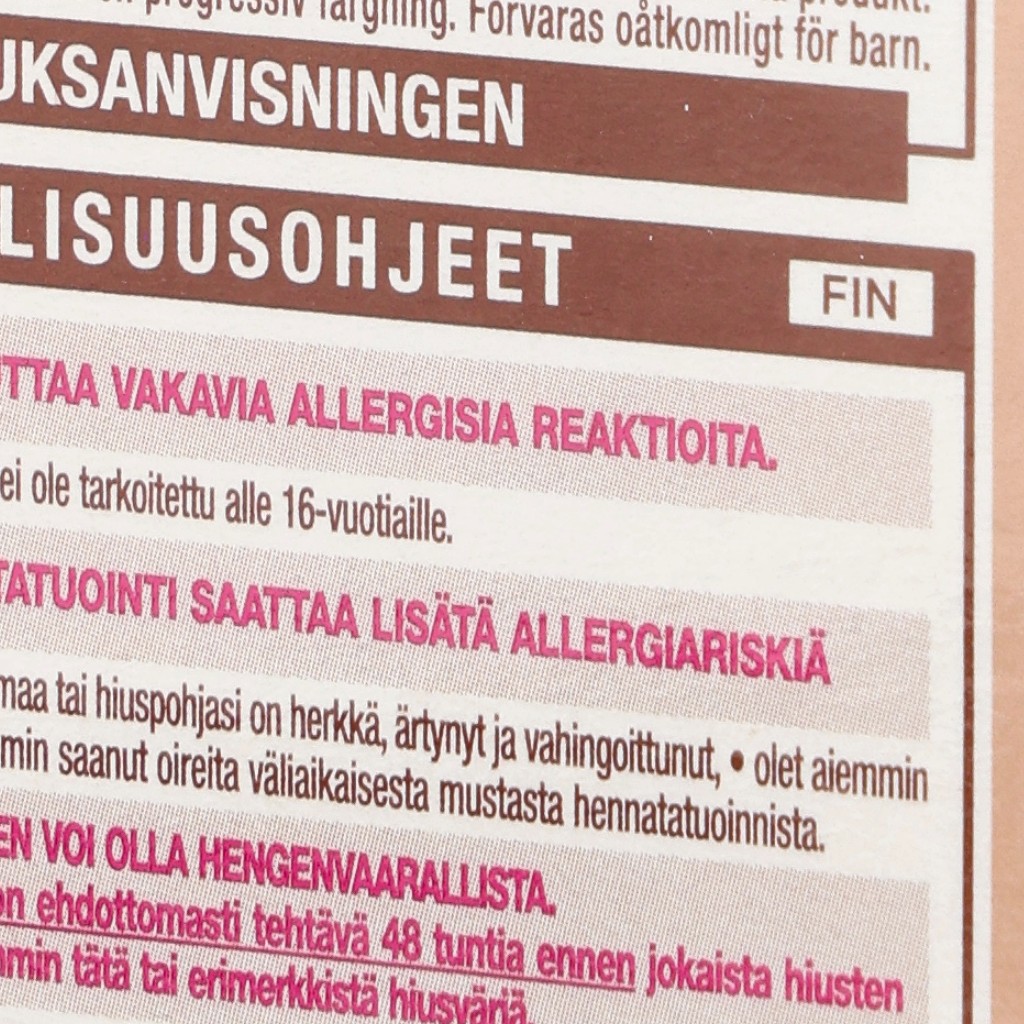 progressiv färgning. Förvaras oåtkomligt för barn.
UKSANVISNINGEN
LISUUSOHJEET
FIN
TTAA VAKAVIA ALLERGISIA REAKTIOITA.
ei ole tarkoitettu alle 16-vuotiaille.
TATUOINTI SAATTAA LISÄTÄ ALLERGIARISKIÄ
maa tai hiuspohjasi on herkkä, ärtynyt ja vahingoittunut, • olet aiemmin
min saanut oireita väliaikaisesta mustasta hennatatuoinnista.
EN VOI OLLA HENGENVAARALLISTA.
on ehdottomasti tehtävä 48 tuntia ennen jokaista hiusten
mmin tätä tai erimerkkistä hiusväriä.